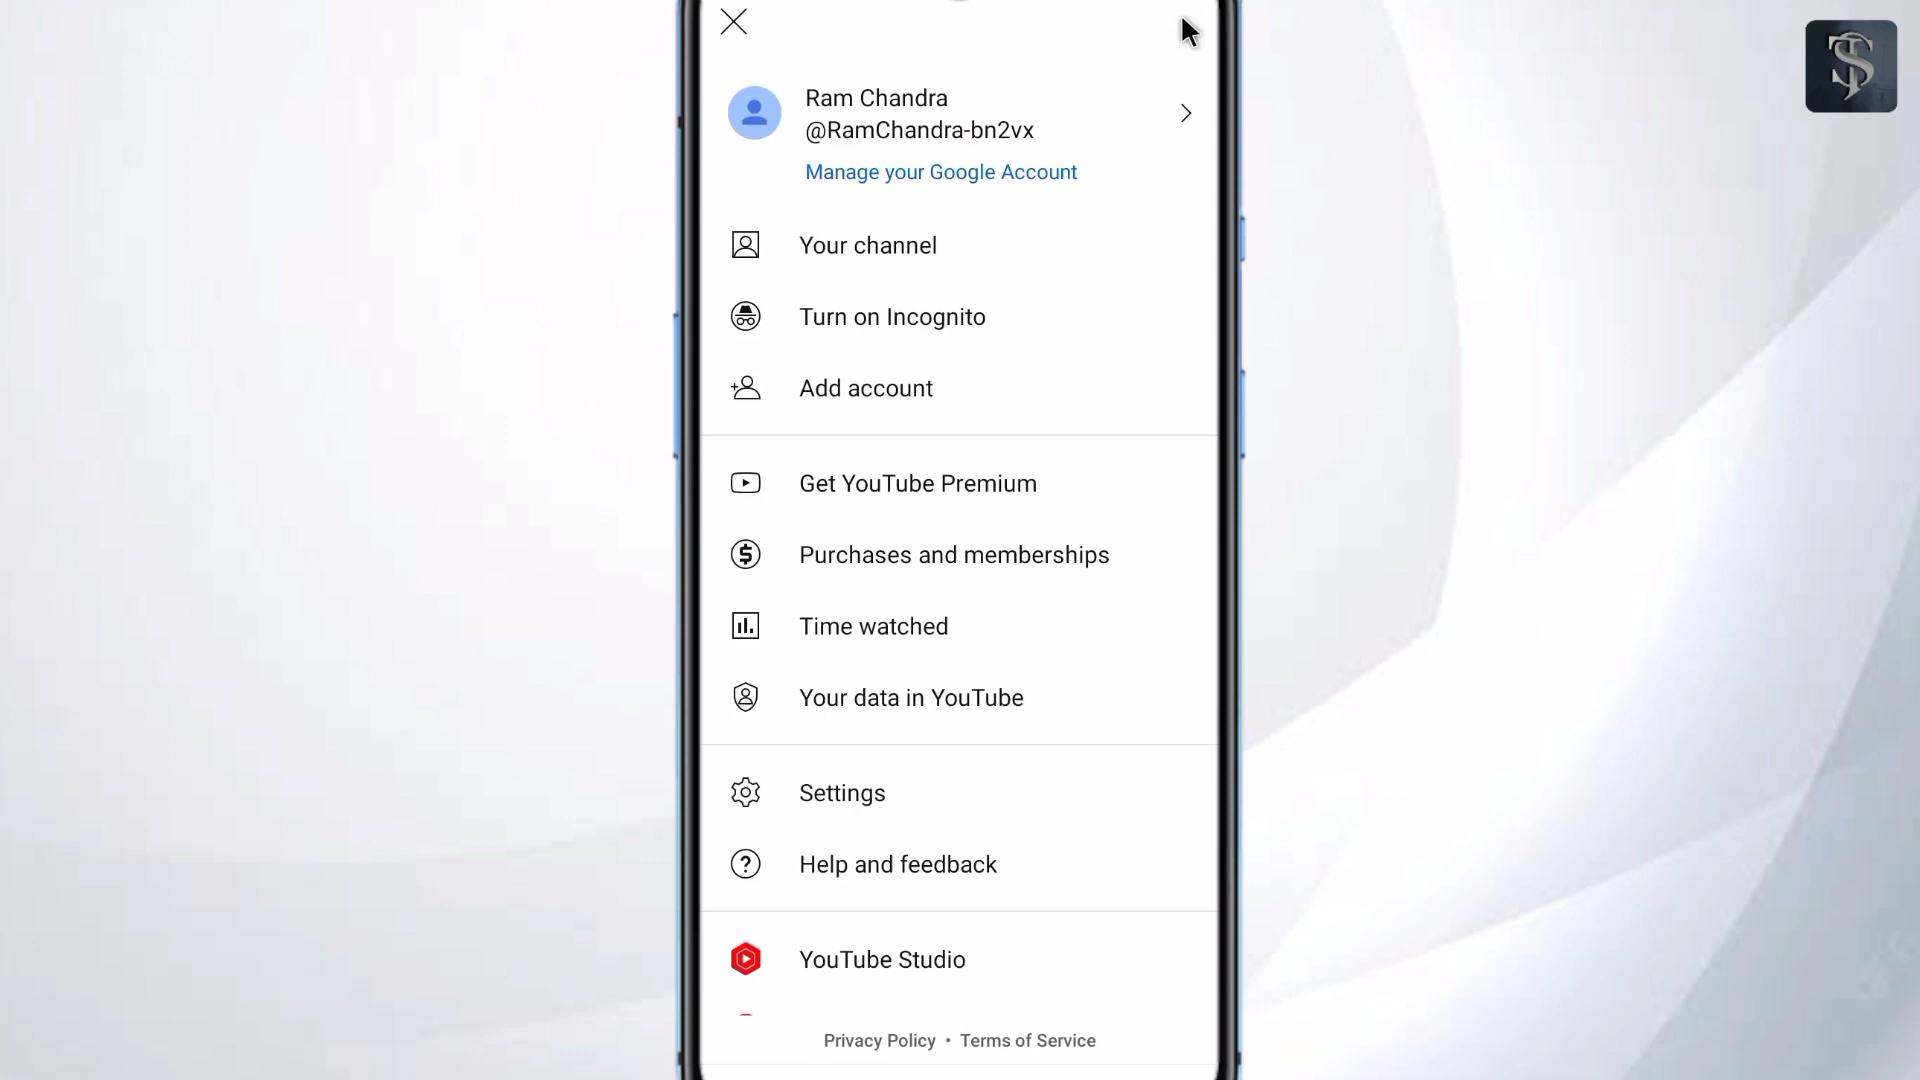 Ram Chandra
@RamChandra-bn2vx
Manage your Google Account
Your channel
Turn on Incognito
Add account
Get YouTube Premium
Purchases and memberships
Time watched
Your data in YouTube
Settings
Help and feedback
YouTube Studio
Privacy Policy • Terms of Service